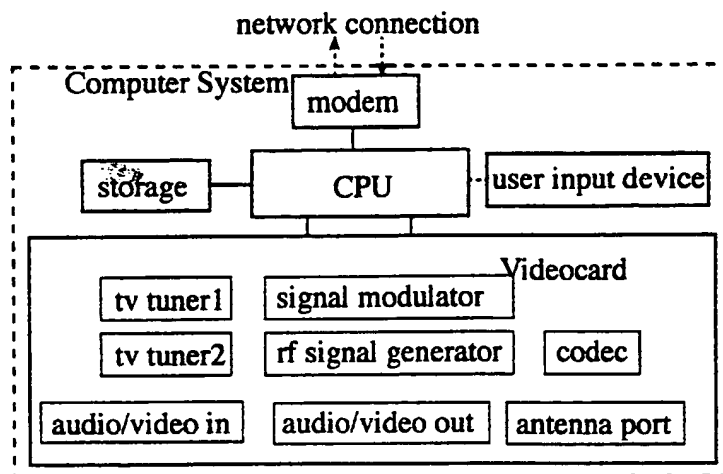 network connection
Computer System
modem
storage
CPU
user input device
Videocard
tv tuner1
signal modulator
tv tuner2
rf signal generator
codec
audio/video in
audio/video out
antenna port